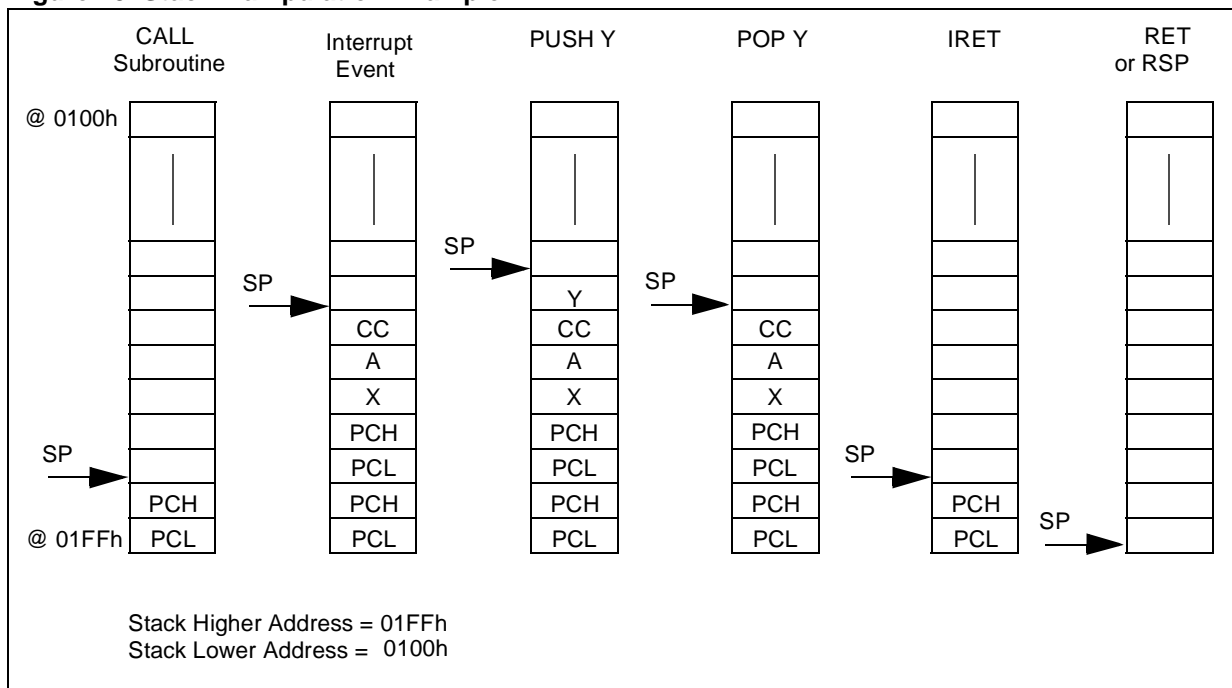 CALL
Subroutine
Interrupt
Event
PUSH Y
POP Y
IRET
RET
or RSP
@ 0100h
SP
PCH
@ 01FFh
PCL
SP
CC
A
X
PCH
PCL
PCH
PCL
SP
Y
CC
A
X
PCH
PCL
PCH
PCL
SP
CC
A
X
PCH
PCL
PCH
PCL
SP
PCH
PCL
SP
Stack Higher Address = 01FFh
Stack Lower Address = 0100h